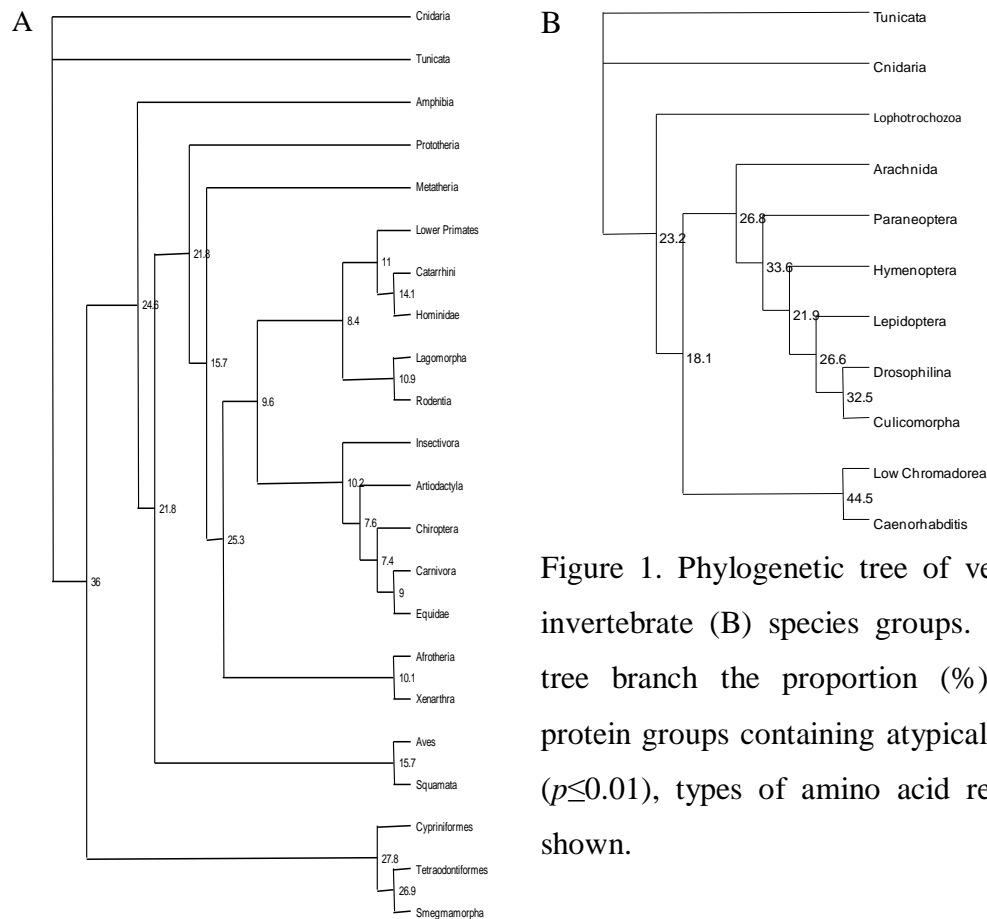 A
Cnidaria
Tunicata
Amphibia
Prototheria
Metatheria
Lower Primates
Catarrhini
Hominidae
Lagomorpha
Rodentia
Insectivora
Artiodactyla
Chiroptera
Carnivora
Equidae
Afrotheria
Xenarthra
Aves
Squamata
Cypriniformes
Tetraodontiformes
Smegmamorpha
36
24.6
21.8
21.8
15.7
25.3
9.6
8.4
11
14.1
10.9
10.2
7.6
7.4
9
10.1
15.7
27.8
26.9
B
Tunicata
Cnidaria
Lophotrochozoa
Arachnida
Paraneoptera
Hymenoptera
Lepidoptera
Drosophilina
Culicomorpha
Low Chromadorea
Caenorhabditis
23.2
18.1
26.8
33.6
21.9
26.6
32.5
44.5
Figure 1. Phylogenetic tree of ve
invertebrate (B) species groups.
tree branch the proportion (%)
protein groups containing atypical
(p≤0.01), types of amino acid re
shown.